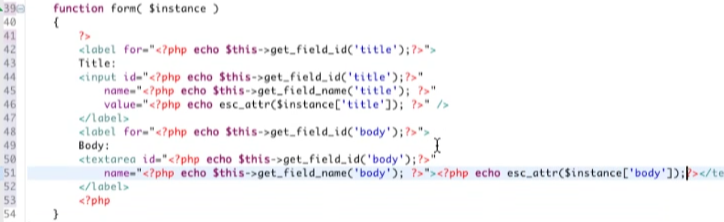 39 function form( $instance )
40 {
41 ?>
42 <label for="<?php echo $this->get_field_id('title');?>">
43 Title:
44 <input id="<?php echo $this->get_field_id('title');?>"
45 name="<?php echo $this->get_field_name('title'); ?>"
46 value="<?php echo esc_attr($instance['title']); ?>" />
47 </label>
48 <label for="<?php echo $this->get_field_id('body');?>">
49 Body:
50 <textarea id="<?php echo $this->get_field_id('body');?>"
51 name="<?php echo $this->get_field_name('body'); ?>"><?php echo esc_attr($instance['body']);?></te
52 </label>
53 <?php
54 }